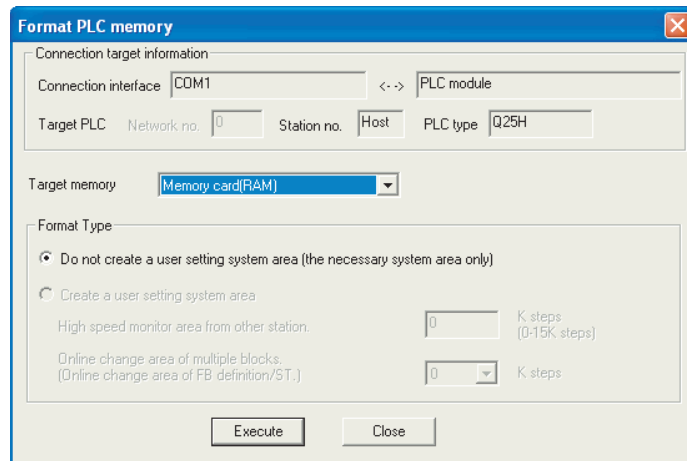 Format PLC memory
Connection target information
Connection interface COM1 <--> PLC module
Target PLC Network no. 0 Station no. Host PLC type Q25H
Target memory Memory card(RAM)
Format Type
Do not create a user setting system area (the necessary system area only)
Create a user setting system area
High speed monitor area from other station. 0 K steps
(0-15K steps)
Online change area of multiple blocks.
(Online change area of FB definition/ST.) 0 K steps
Execute Close